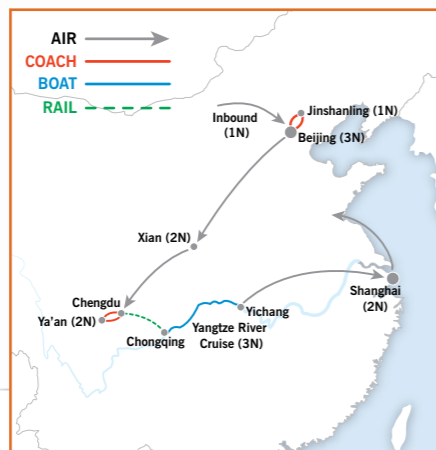 AIR
COACH
BOAT
RAIL
Inbound
(1N)
Jinshanling (1N)
Beijing (3N)
Xian (2N)
Chengdu
Ya'an (2N)
Chongqing
Yichang
Yangtze River
Cruise (3N)
Shanghai
(2N)